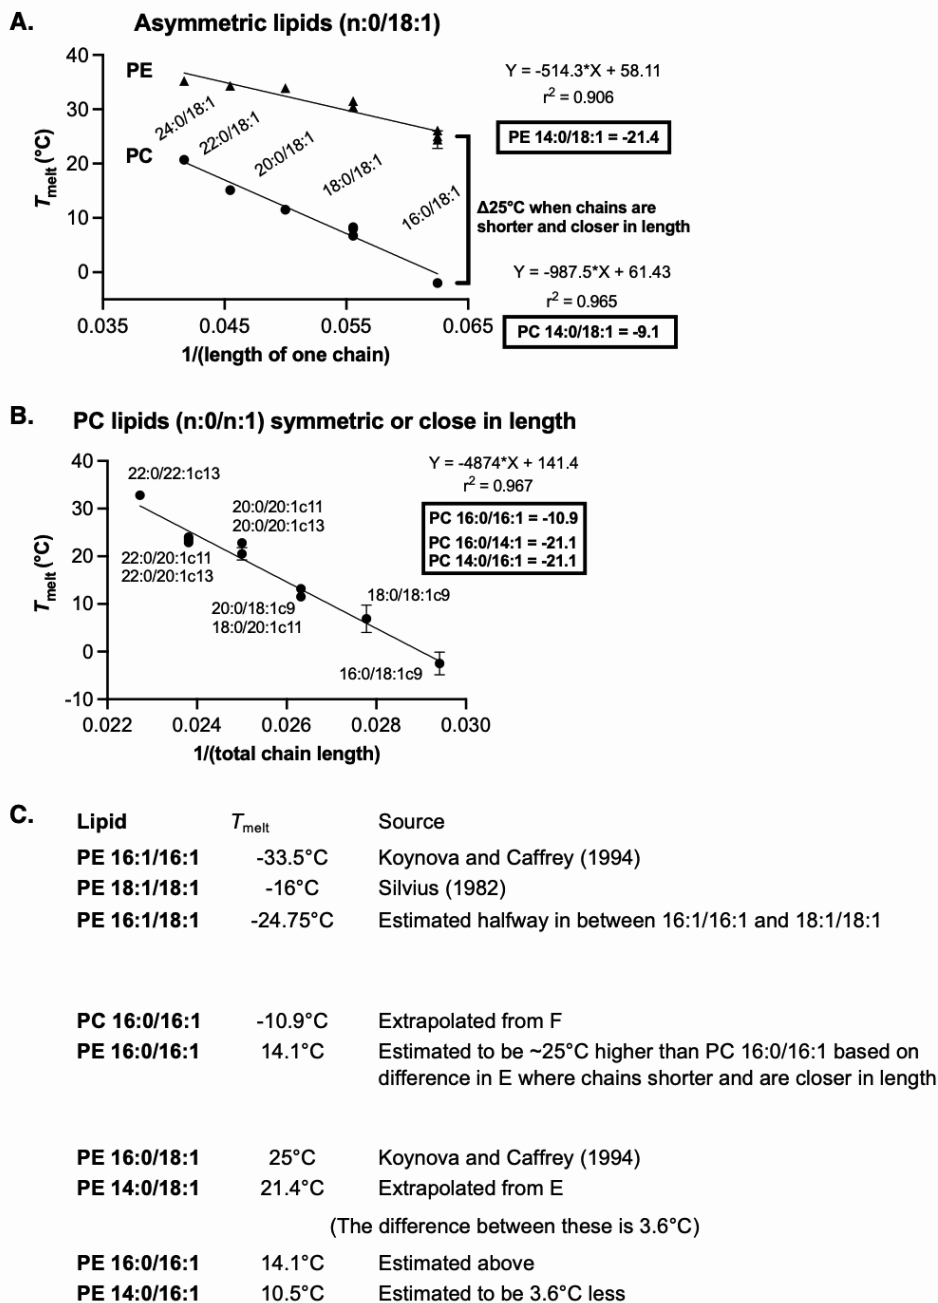 A. Asymmetric lipids (n:0/18:1)
40
30
20
10
0
Tmelt (°C)
PE
PC
24:0/18:1
22:0/18:1
20:0/18:1
18:0/18:1
16:0/18:1
0.035 0.045 0.055 0.065
1/(length of one chain)
Y = -514.3*X + 58.11
r2 = 0.906
PE 14:0/18:1 = -21.4
Δ25°C when chains are
shorter and closer in length
Y = -987.5*X + 61.43
r2 = 0.965
PC 14:0/18:1 = -9.1
B. PC lipids (n:0/n:1) symmetric or close in length
40
30
20
10
0
-10
Tmelt (°C)
22:0/22:1c13
20:0/20:1c11
20:0/20:1c13
22:0/20:1c11
22:0/20:1c13
20:0/18:1c9
18:0/20:1c11
18:0/18:1c9
16:0/18:1c9
0.022 0.024 0.026 0.028 0.030
1/(total chain length)
Y = -4874*X + 141.4
r2 = 0.967
PC 16:0/16:1 = -10.9
PC 16:0/14:1 = -21.1
PC 14:0/16:1 = -21.1
C. Lipid Tmelt Source
PE 16:1/16:1 -33.5°C Koynova and Caffrey (1994)
PE 18:1/18:1 -16°C Silvius (1982)
PE 16:1/18:1 -24.75°C Estimated halfway in between 16:1/16:1 and 18:1/18:1
PC 16:0/16:1 -10.9°C Extrapolated from F
PE 16:0/16:1 14.1°C Estimated to be ~25°C higher than PC 16:0/16:1 based on
difference in E where chains shorter and are closer in length
PE 16:0/18:1 25°C Koynova and Caffrey (1994)
PE 14:0/18:1 21.4°C Extrapolated from E
(The difference between these is 3.6°C)
PE 16:0/16:1 14.1°C Estimated above
PE 14:0/16:1 10.5°C Estimated to be 3.6°C less